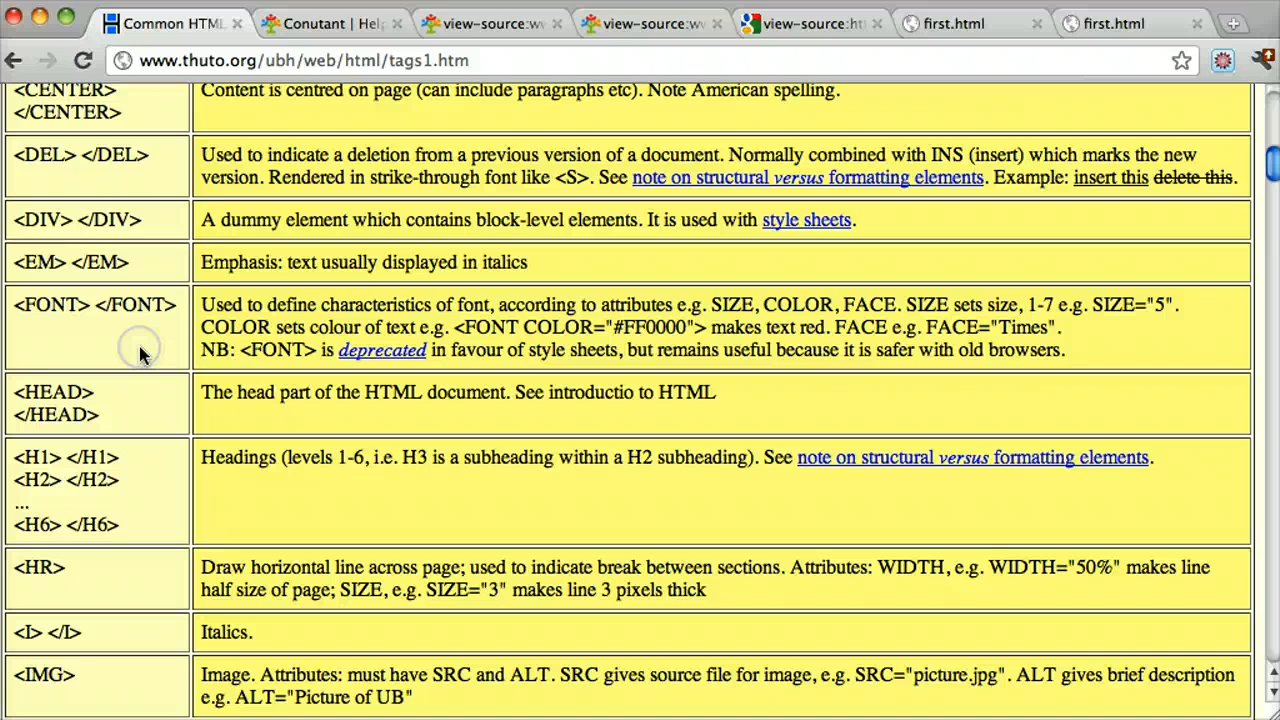 Common HTML
Conutant | Help
view-source:ww
view-source:ww
view-source:ht
first.html
first.html
www.thuto.org/ubh/web/html/tags1.htm
<CENTER> Content is centred on page (can include paragraphs etc). Note American spelling.
</CENTER>
<DEL> </DEL> Used to indicate a deletion from a previous version of a document. Normally combined with INS (insert) which marks the new
version. Rendered in strike-through font like <S>. See note on structural versus formatting elements. Example: insert this delete this.
<DIV> </DIV> A dummy element which contains block-level elements. It is used with style sheets.
<EM> </EM> Emphasis: text usually displayed in italics
<FONT> </FONT> Used to define characteristics of font, according to attributes e.g. SIZE, COLOR, FACE. SIZE sets size, 1-7 e.g. SIZE="5".
COLOR sets colour of text e.g. <FONT COLOR="#FF0000"> makes text red. FACE e.g. FACE="Times".
NB: <FONT> is deprecated in favour of style sheets, but remains useful because it is safer with old browsers.
<HEAD> The head part of the HTML document. See introductio to HTML
</HEAD>
<H1> </H1> Headings (levels 1-6, i.e. H3 is a subheading within a H2 subheading). See note on structural versus formatting elements.
<H2> </H2>
...
<H6> </H6>
<HR> Draw horizontal line across page; used to indicate break between sections. Attributes: WIDTH, e.g. WIDTH="50%" makes line
half size of page; SIZE, e.g. SIZE="3" makes line 3 pixels thick
<I> </I> Italics.
<IMG> Image. Attributes: must have SRC and ALT. SRC gives source file for image, e.g. SRC="picture.jpg". ALT gives brief description
e.g. ALT="Picture of UB"